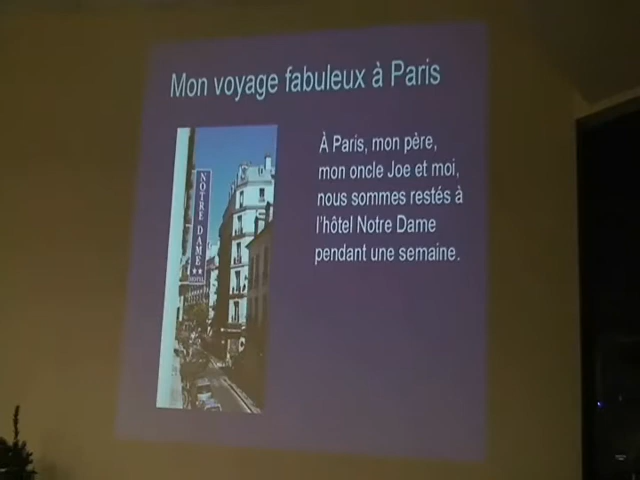 Mon voyage fabuleux à Paris
À Paris, mon père,
mon oncle Joe et moi,
nous sommes restés à
l'hôtel Notre Dame
pendant une semaine.
NOTRE DAME
HOTEL